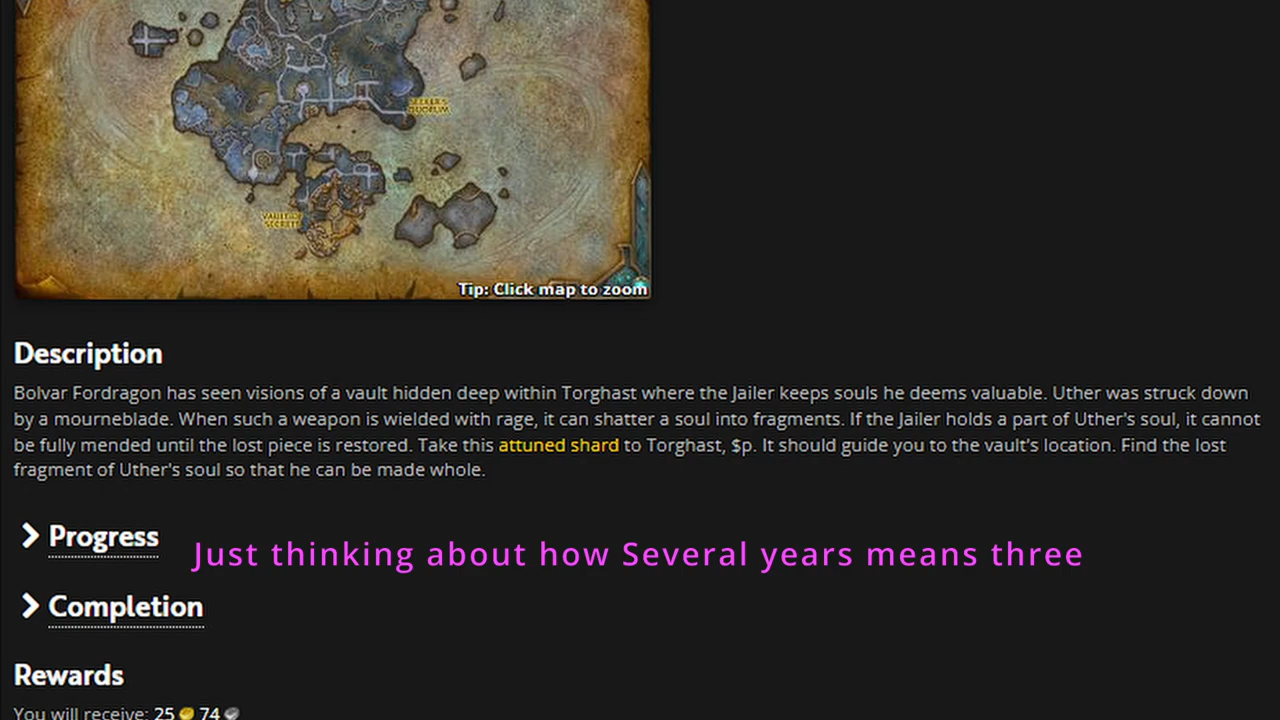 SEEKER'S
QUORUM
VAULT OF
SECRETS
Tip: Click map to zoom
Description
Bolvar Fordragon has seen visions of a vault hidden deep within Torghast where the Jailer keeps souls he deems valuable. Uther was struck down
by a mourneblade. When such a weapon is wielded with rage, it can shatter a soul into fragments. If the Jailer holds a part of Uther's soul, it cannot
be fully mended until the lost piece is restored. Take this attuned shard to Torghast, $p. It should guide you to the vault's location. Find the lost
fragment of Uther's soul so that he can be made whole.
Progress
Just thinking about how Several years means three
Completion
Rewards
You will receive: 25 74